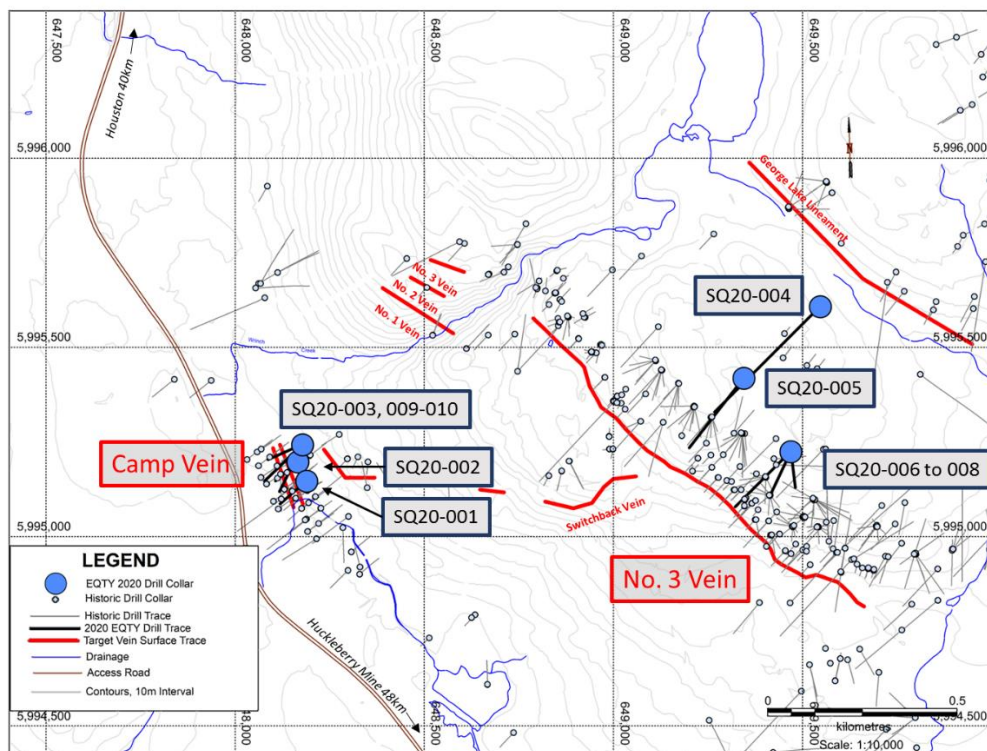 647,500
648,000
648,500
649,000
649,500
Houston 40km
5,996,000
5,996,000
N
George Lake Lineament
No. 3 Vein
No. 2 Vein
No. 1 Vein
SQ20-004
5,995,500
5,995,500
Creek
SQ20-005
SQ20-003, 009-010
Camp Vein
SQ20-002
SQ20-006 to 008
SQ20-001
Switchback Vein
5,995,000
5,995,000
No. 3 Vein
LEGEND
EQTY 2020 Drill Collar
Historic Drill Collar
Historic Drill Trace
2020 EQTY Drill Trace
Target Vein Surface Trace
Drainage
Access Road
Contours, 10m Interval
Huckleberry Mine 48km
0 0.5
kilometres
Scale: 1:10,000
5,994,500
5,994,500
648,500
649,000